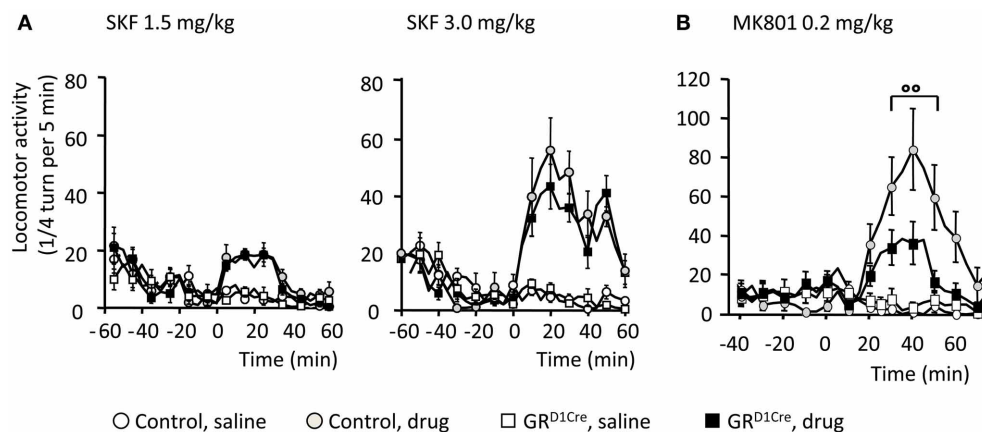 A SKF 1.5 mg/kg SKF 3.0 mg/kg B MK801 0.2 mg/kg
Locomotor activity
(1/4 turn per 5 min)
80
60
40
20
0
-60 -40 -20 0 20 40 60
Time (min)
80
60
40
20
0
-60 -40 -20 0 20 40 60
Time (min)
120
100
80
60
40
20
0
-40 -20 0 20 40 60
Time (min)
Control, saline Control, drug GR^D1Cre, saline GR^D1Cre, drug